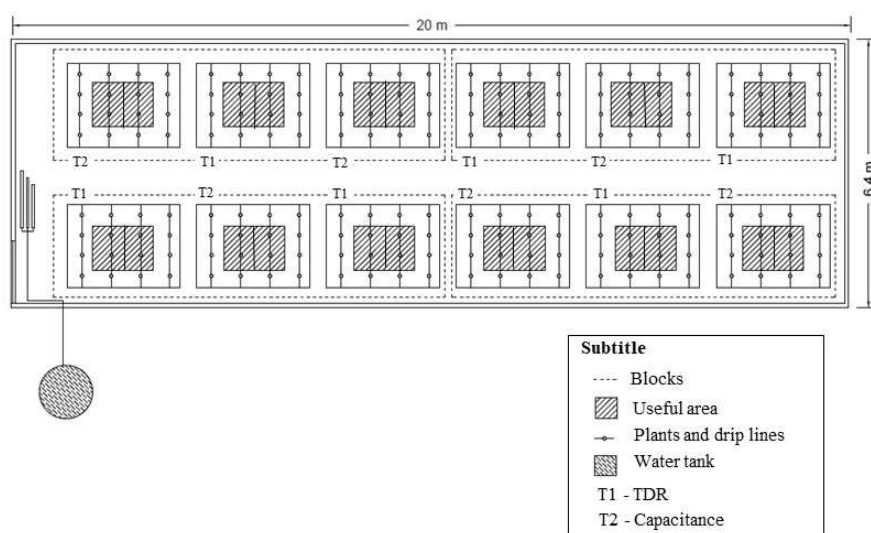 20 m
6.4 m
T2 T1 T2 T1 T2 T1
T1 T2 T1 T2 T1 T2
Subtitle
Blocks
Useful area
Plants and drip lines
Water tank
T1 - TDR
T2 - Capacitance